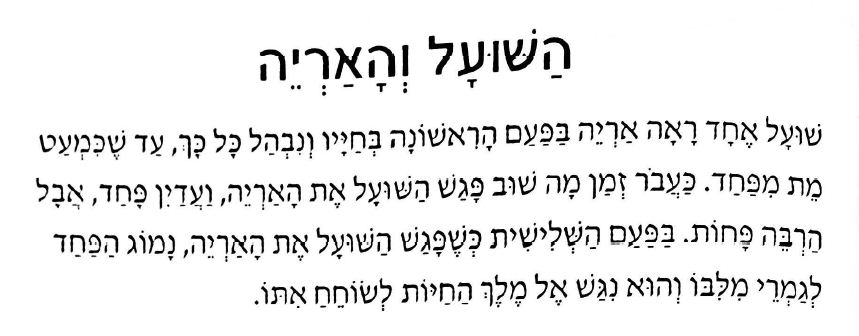 הַשּׁוּעָל וְהָאַרְיֵה
שׁוּעָל אֶחָד רָאָה אַרְיֵה בַּפַּעַם הָרִאשׁוֹנָה בְּחַיָּיו וְנִבְהַל כָּל כָּךְ, עַד שֶׁכִּמְעַט
מֵת מִפַּחַד. כַּעֲבֹר זְמַן מָה שׁוּב פָּגַשׁ הַשּׁוּעָל אֶת הָאַרְיֵה, וַעֲדַיִן פָּחַד, אֲבָל
הַרְבֵּה פָּחוֹת. בַּפַּעַם הַשְּׁלִישִׁית כְּשֶׁפָּגַשׁ הַשּׁוּעָל אֶת הָאַרְיֵה, נָמוֹג הַפַּחַד
לְגַמְרֵי מִלִּבּוֹ וְהוּא נִגַּשׁ אֶל מֶלֶךְ הַחַיּוֹת לְשׂוֹחֵחַ אִתּוֹ.